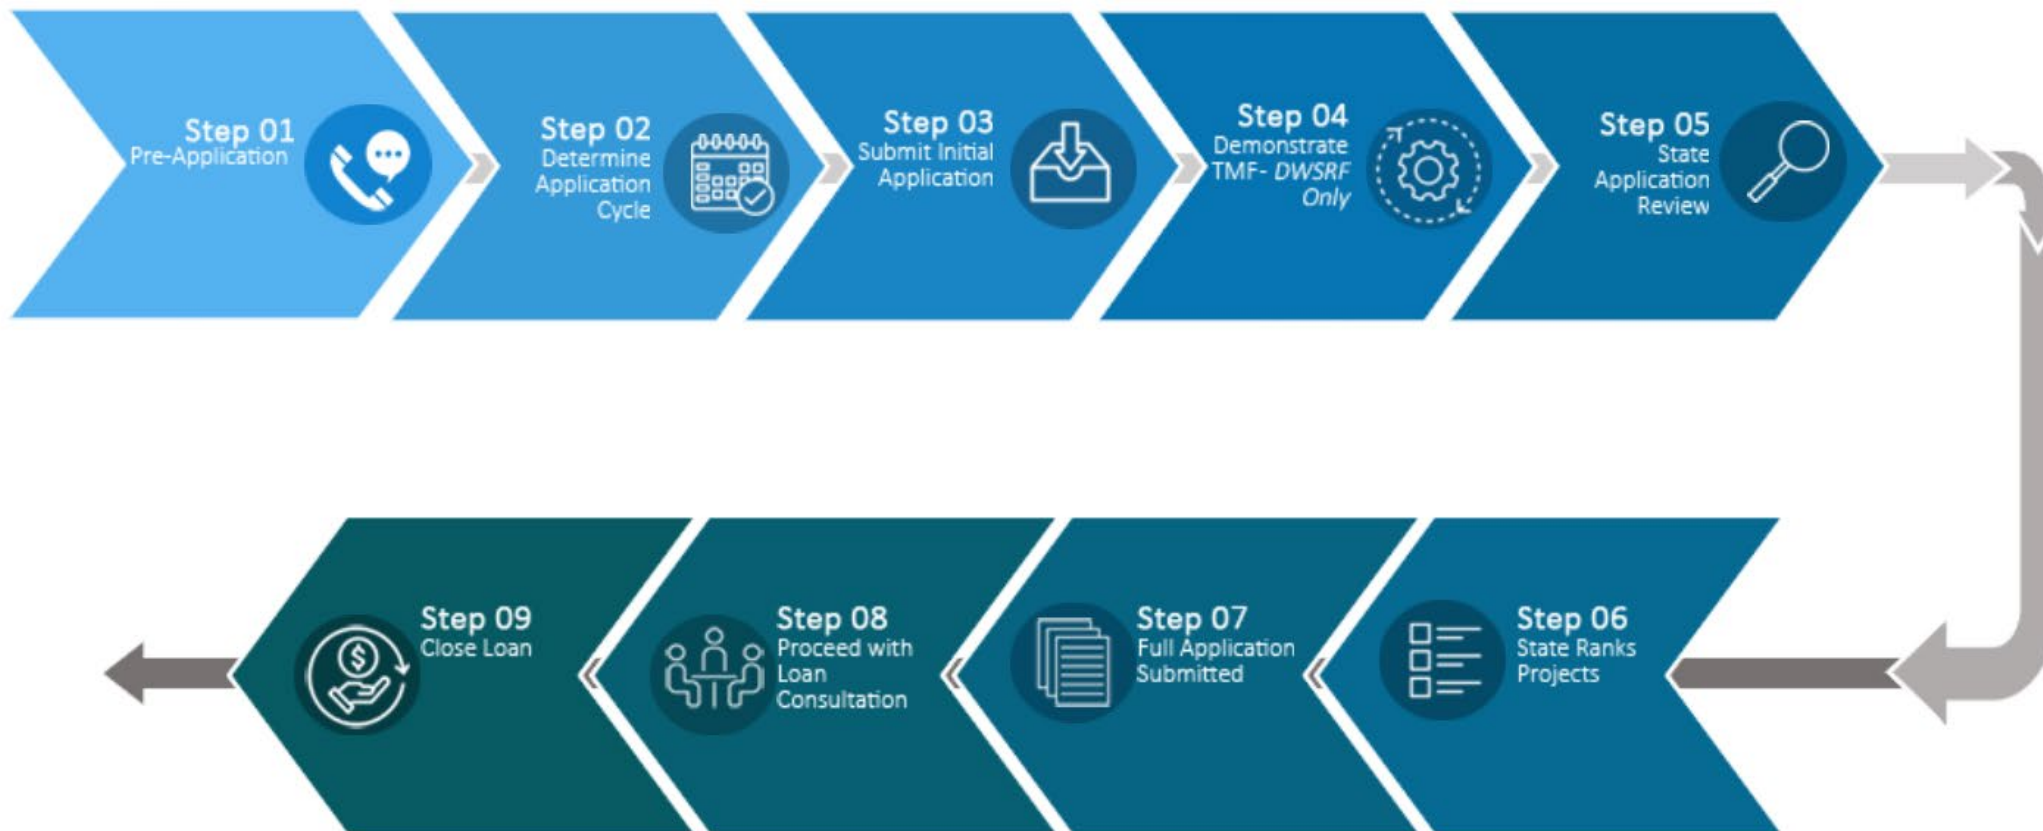 Step 01
Pre-Application
Step 02
Determine
Application
Cycle
Step 03
Submit Initial
Application
Step 04
Demonstrate
TMF- DWSRF
Only
Step 05
State
Application
Review
Step 06
State Ranks
Projects
Step 07
Full Application
Submitted
Step 08
Proceed with
Loan
Consultation
Step 09
Close Loan
$